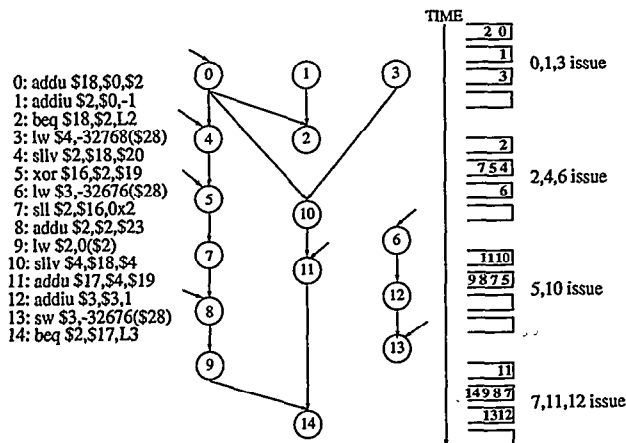 TIME
0: addu $18,$0,$2
1: addiu $2,$0,-1
2: beq $18,$2,L2
3: lw $4,-32768($28)
4: sllv $2,$18,$20
5: xor $16,$2,$19
6: lw $3,-32676($28)
7: sll $2,$16,0x2
8: addu $2,$2,$23
9: lw $2,0($2)
10: sllv $4,$18,$4
11: addu $17,$4,$19
12: addiu $3,$3,1
13: sw $3,-32676($28)
14: beq $2,$17,L3
0 1 3
4 2
5 10
6
7 11
12
8
13
9
14
2 0
1
3
0,1,3 issue
2
7 5 4
6
2,4,6 issue
11 10
9 8 7 5
5,10 issue
11
14 9 8 7
13 12
7,11,12 issue